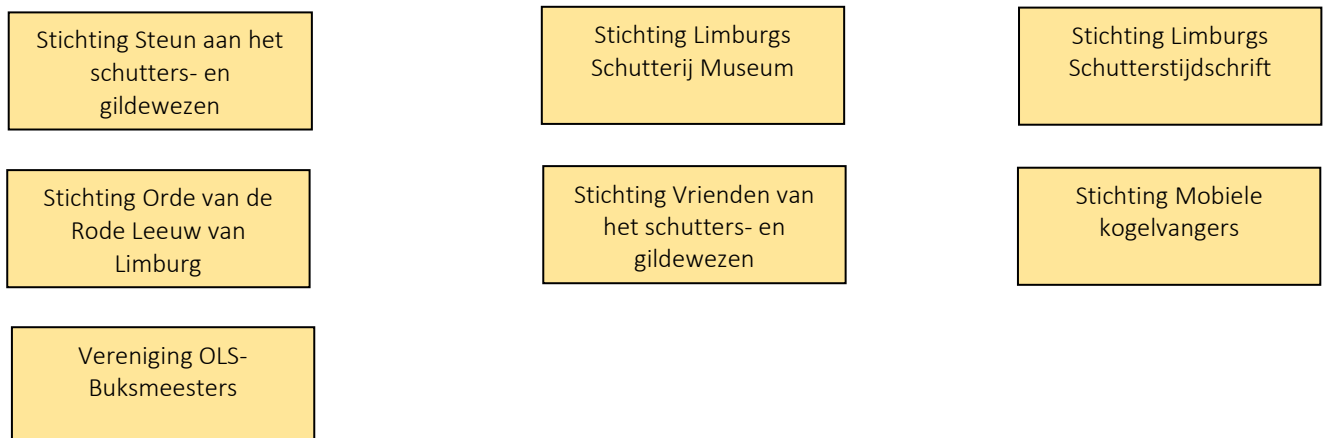 Stichting Steun aan het
schutters- en
gildewezen
Stichting Limburgs
Schutterij Museum
Stichting Limburgs
Schutterstijdschrift
Stichting Orde van de
Rode Leeuw van
Limburg
Stichting Vrienden van
het schutters- en
gildewezen
Stichting Mobiele
kogelvangers
Vereniging OLS-
Buksmeesters